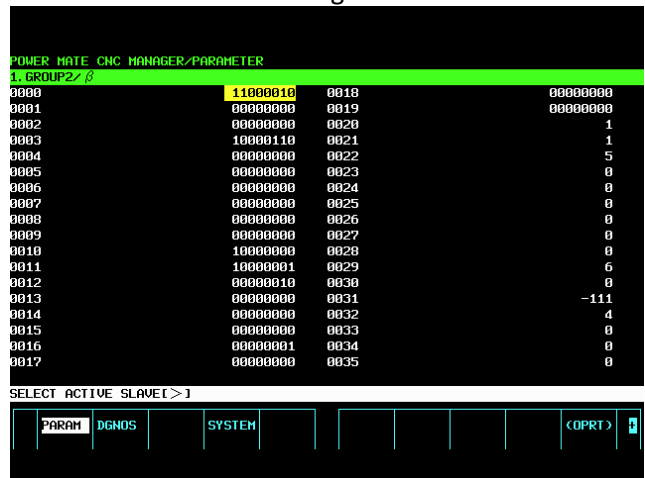 POWER MATE CNC MANAGER/PARAMETER
1.GROUP2/ β
0000 11000010 0018 00000000
0001 00000000 0019 00000000
0002 00000000 0020 1
0003 10000110 0021 1
0004 00000000 0022 5
0005 00000000 0023 0
0006 00000000 0024 0
0007 00000000 0025 0
0008 00000000 0026 0
0009 00000000 0027 0
0010 10000000 0028 0
0011 10000001 0029 6
0012 00000010 0030 0
0013 00000000 0031 -111
0014 00000000 0032 4
0015 00000000 0033 0
0016 00000001 0034 0
0017 00000000 0035 0
SELECT ACTIVE SLAVE[>]
PARAM DGNOS SYSTEM (OPRT) +